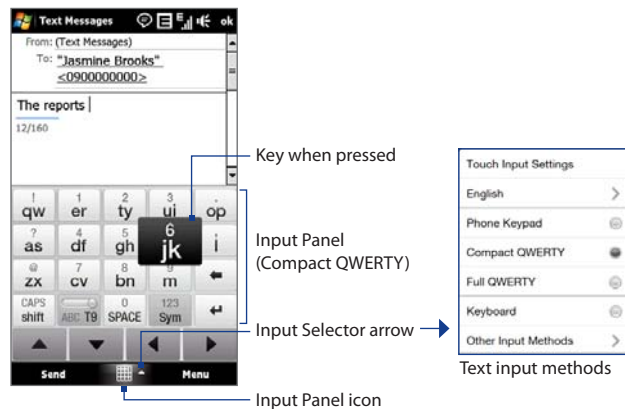 Text Messages
ok
From: (Text Messages)
To: "Jasmine Brooks"
<0900000000>
The reports
12/160
Key when pressed
! 1 2 3 .
qw er ty ui op
? 4 5 6
as df gh jk l
@ 7 8 9
zx cv bn m
CAPS 0 123
shift ABC T9 SPACE Sym
Send Menu
Input Panel
(Compact QWERTY)
Input Selector arrow
Input Panel icon
Touch Input Settings
English
Phone Keypad
Compact QWERTY
Full QWERTY
Keyboard
Other Input Methods
Text input methods